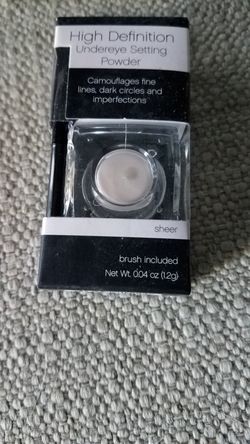 High Definition
Undereye Setting
Powder
Camouflages fine
lines, dark circles and
imperfections
sheer
brush included
Net Wt. 0.04 oz (1.2g)